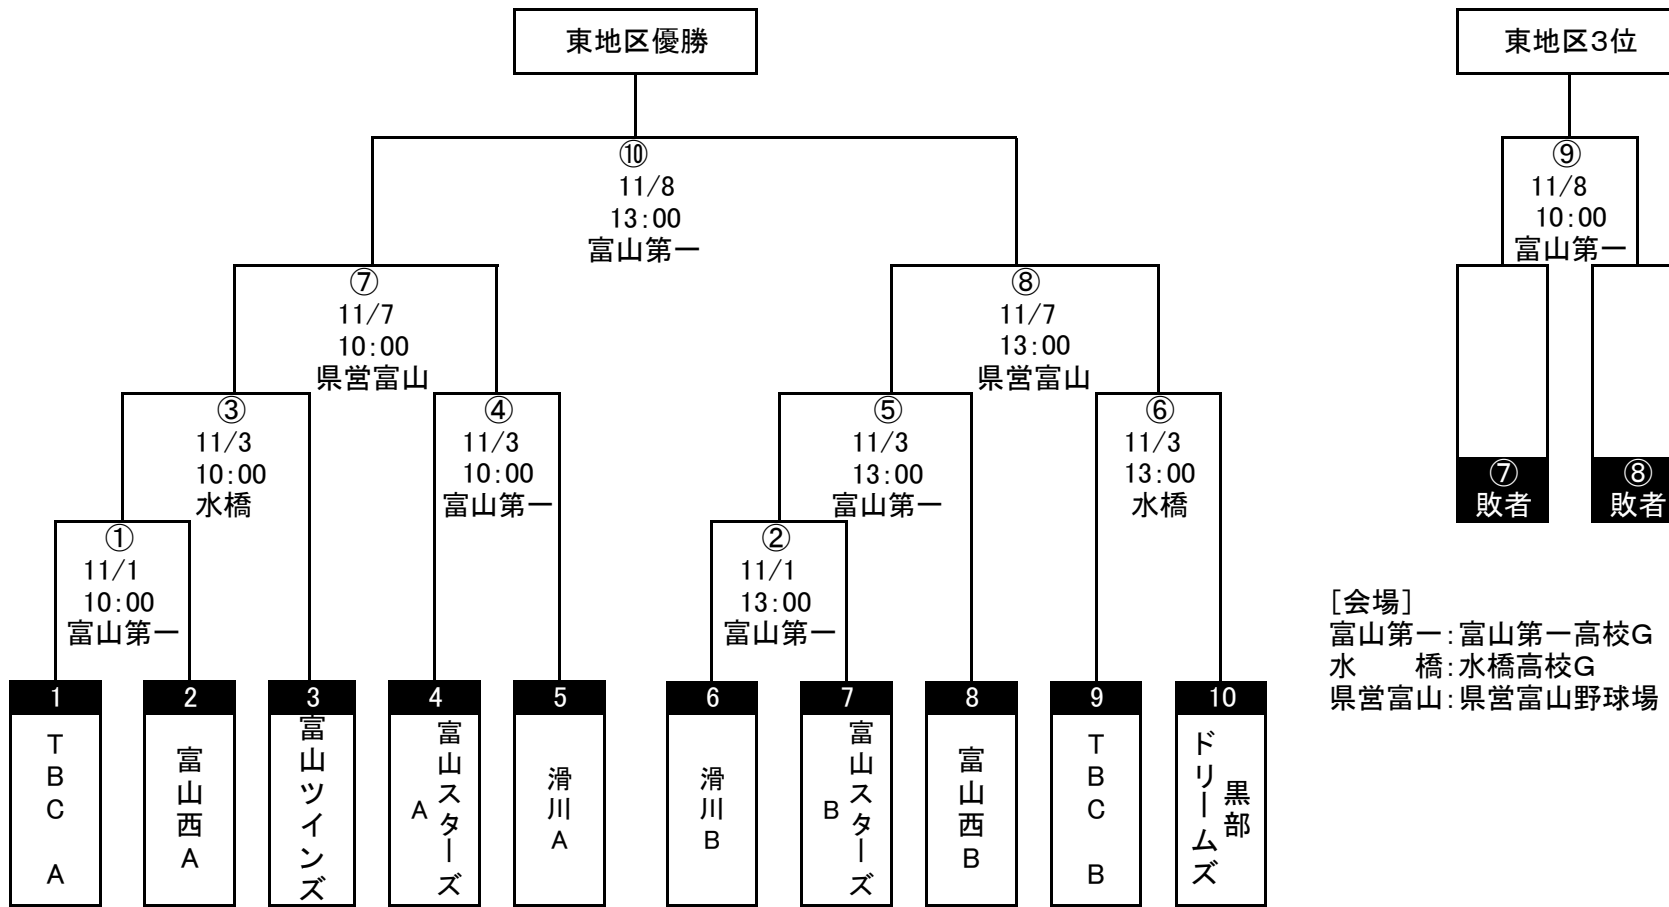 東地区優勝
東地区3位
⑩
11/8
13:00
富山第一
⑨
11/8
10:00
富山第一
⑦
11/7
10:00
県営富山
⑧
11/7
13:00
県営富山
③
11/3
10:00
水橋
④
11/3
10:00
富山第一
⑤
11/3
13:00
富山第一
⑥
11/3
13:00
水橋
⑦
敗者
⑧
敗者
①
11/1
10:00
富山第一
②
11/1
13:00
富山第一
[会場]
富山第一:富山第一高校G
水　　橋:水橋高校G
県営富山:県営富山野球場
1
TBC　A
2
富山西A
3
富山ツインズ
4
富山スターズ
A
5
滑川A
6
滑川B
7
富山スターズ
B
8
富山西B
9
TBC　B
10
黒部
ドリームズ